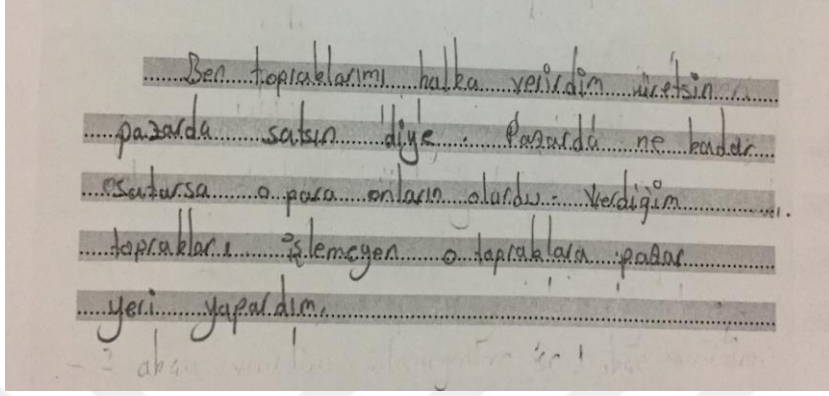 Ben topraklarımı halka verirdim üretsin
pazarda satsın diye. Pazarda ne kadar
satarsa o para onların olurdu. Verdiğim
toprakları işlemeyen o topraklara pazar
yeri yapardım.